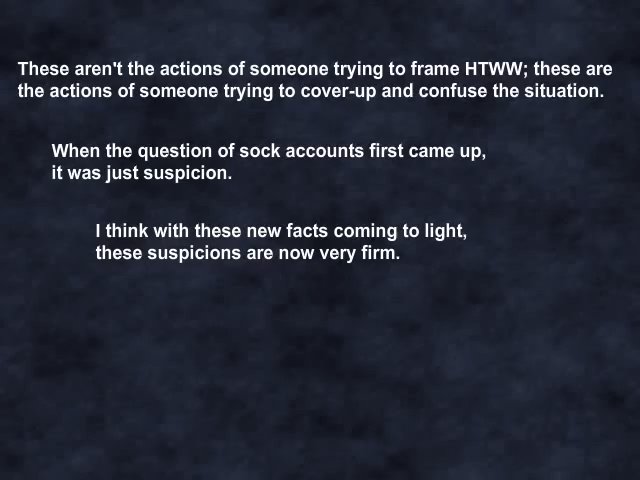 These aren't the actions of someone trying to frame HTWW; these are
the actions of someone trying to cover-up and confuse the situation.
When the question of sock accounts first came up,
it was just suspicion.
I think with these new facts coming to light,
these suspicions are now very firm.